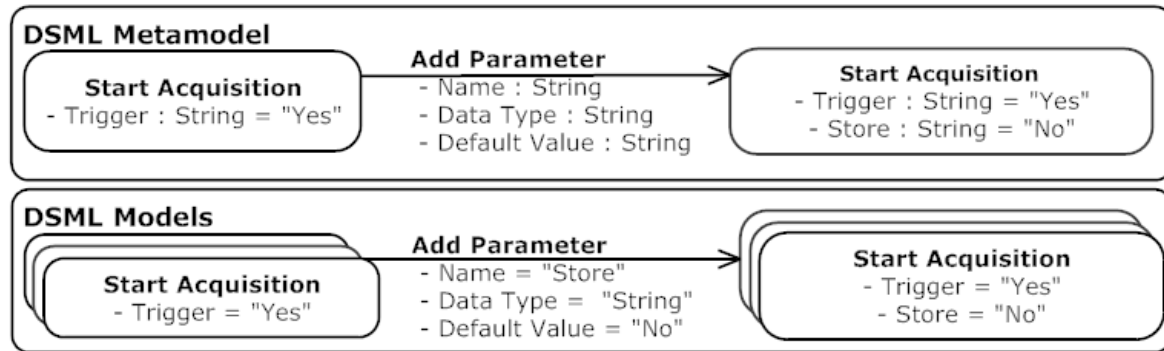 DSML Metamodel
Start Acquisition
- Trigger : String = "Yes"
Add Parameter
- Name : String
- Data Type : String
- Default Value : String
Start Acquisition
- Trigger : String = "Yes"
- Store : String = "No"
DSML Models
Start Acquisition
- Trigger = "Yes"
Add Parameter
- Name = "Store"
- Data Type = "String"
- Default Value = "No"
Start Acquisition
- Trigger = "Yes"
- Store = "No"